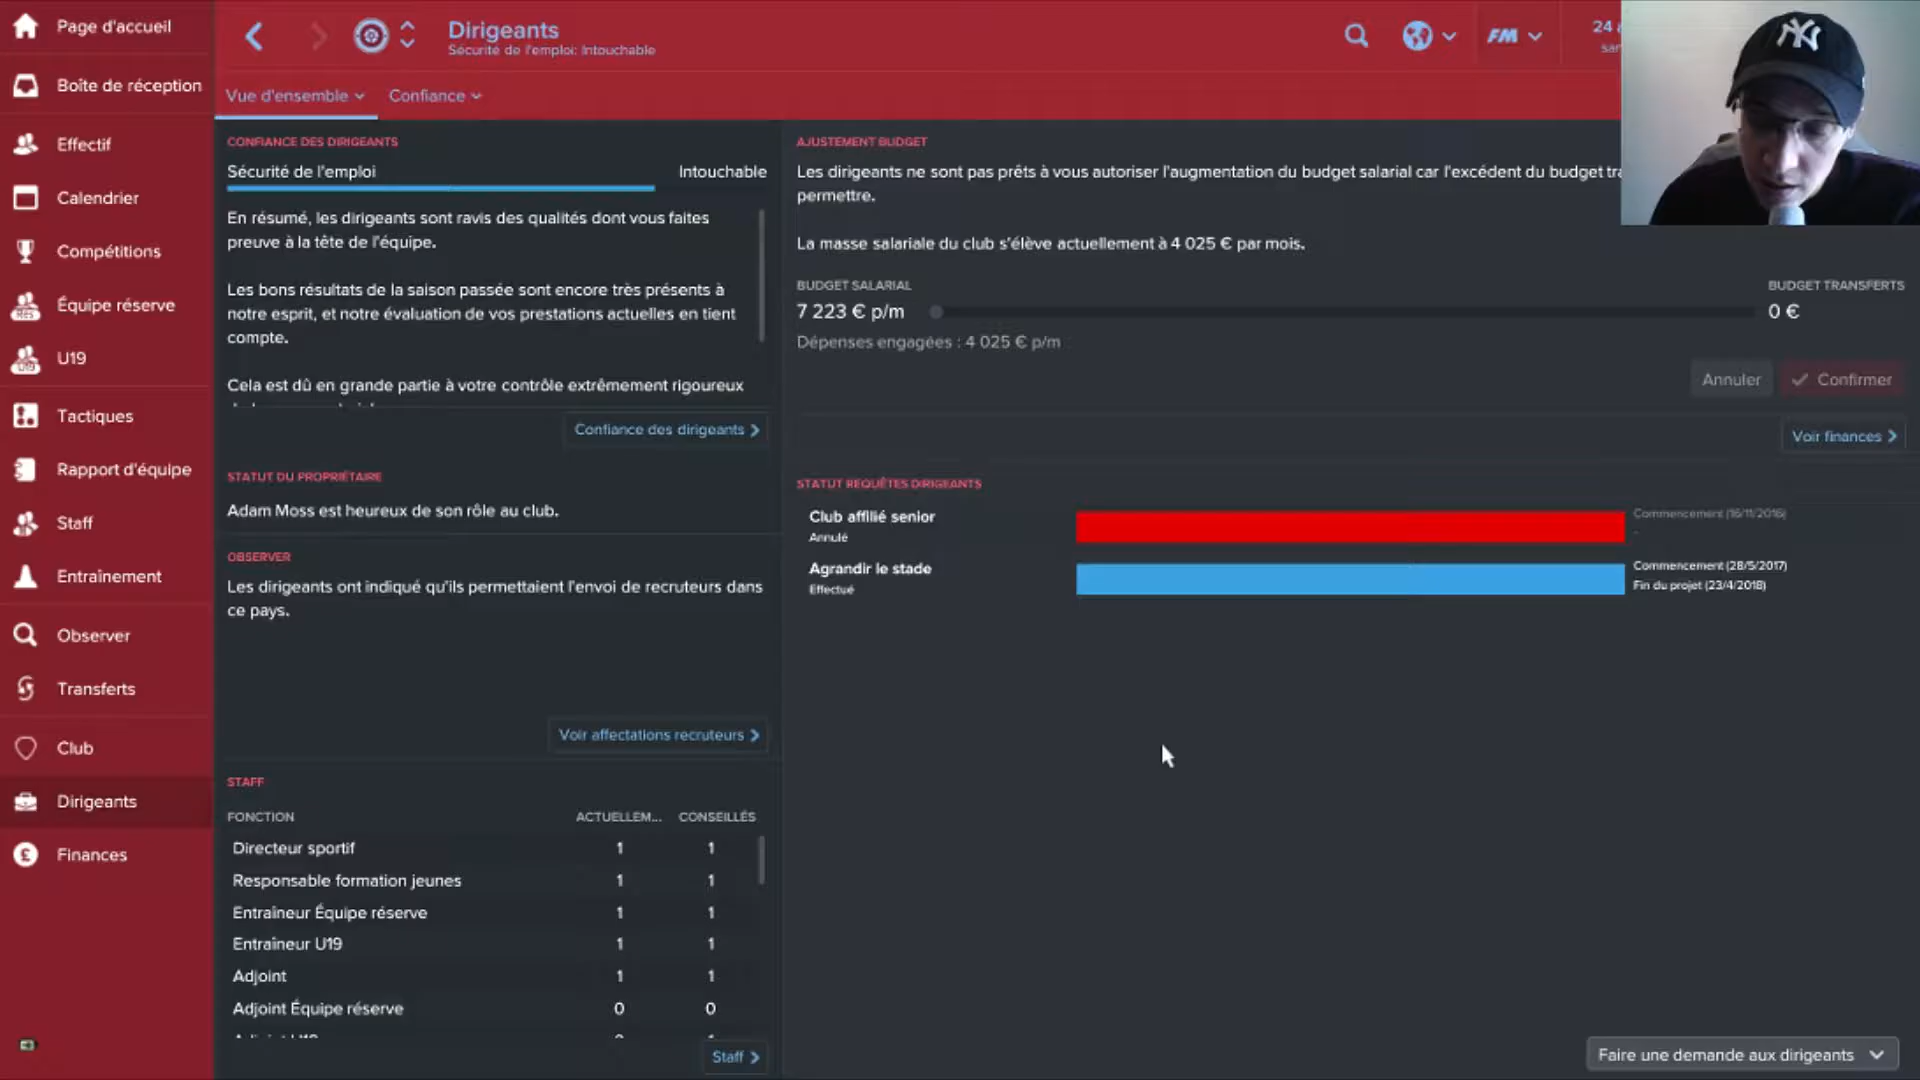 Page d'accueil
Boîte de réception
Effectif
Calendrier
Compétitions
Équipe réserve
U19
Tactiques
Rapport d'équipe
Staff
Entraînement
Observer
Transferts
Club
Dirigeants
Finances
Dirigeants
Sécurité de l'emploi: Intouchable
FM
24
Vue d'ensemble
Confiance
CONFIANCE DES DIRIGEANTS
Sécurité de l'emploi Intouchable
En résumé, les dirigeants sont ravis des qualités dont vous faites
preuve à la tête de l'équipe.
Les bons résultats de la saison passée sont encore très présents à
notre esprit, et notre évaluation de vos prestations actuelles en tient
compte.
Cela est dû en grande partie à votre contrôle extrêmement rigoureux
Confiance des dirigeants
STATUT DU PROPRIÉTAIRE
Adam Moss est heureux de son rôle au club.
OBSERVER
Les dirigeants ont indiqué qu'ils permettaient l'envoi de recruteurs dans
ce pays.
Voir affectations recruteurs
STAFF
FONCTION ACTUELLEM... CONSEILLÉS
Directeur sportif 1 1
Responsable formation jeunes 1 1
Entraîneur Équipe réserve 1 1
Entraîneur U19 1 1
Adjoint 1 1
Adjoint Équipe réserve 0 0
Staff
AJUSTEMENT BUDGET
Les dirigeants ne sont pas prêts à vous autoriser l'augmentation du budget salarial car l'excédent du budget
permettre.
La masse salariale du club s'élève actuellement à 4 025 € par mois.
BUDGET SALARIAL BUDGET TRANSFERTS
7 223 € p/m 0 €
Dépenses engagées : 4 025 € p/m
Annuler Confirmer
Voir finances
STATUT REQUÊTES DIRIGEANTS
Club affilié senior Commencement (16/11/2016)
Annulé -
Agrandir le stade Commencement (28/5/2017)
Effectué Fin du projet (23/4/2018)
Faire une demande aux dirigeants
NY